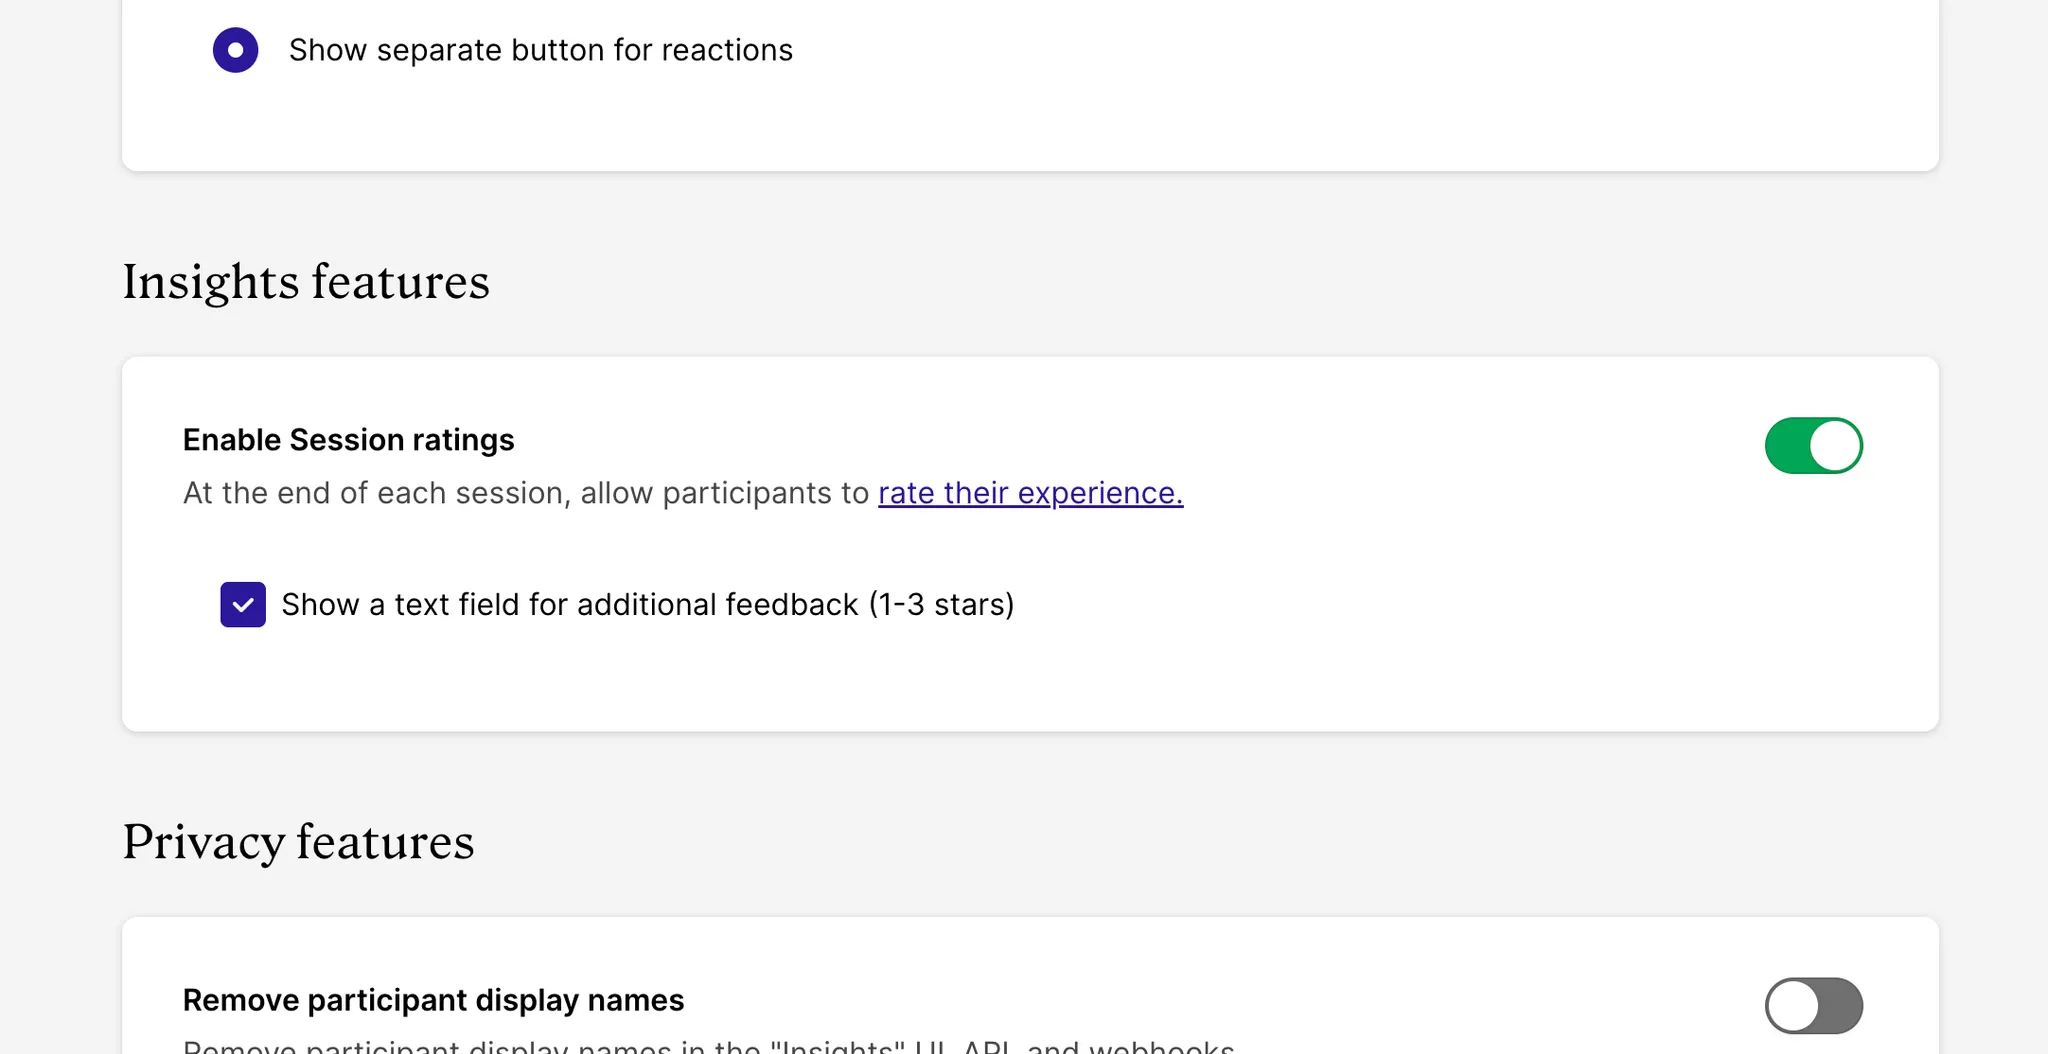 Show separate button for reactions
Insights features
Enable Session ratings
At the end of each session, allow participants to rate their experience.
Show a text field for additional feedback (1-3 stars)
Privacy features
Remove participant display names
Remove participant display names in the "Insights" UI, API, and webhooks